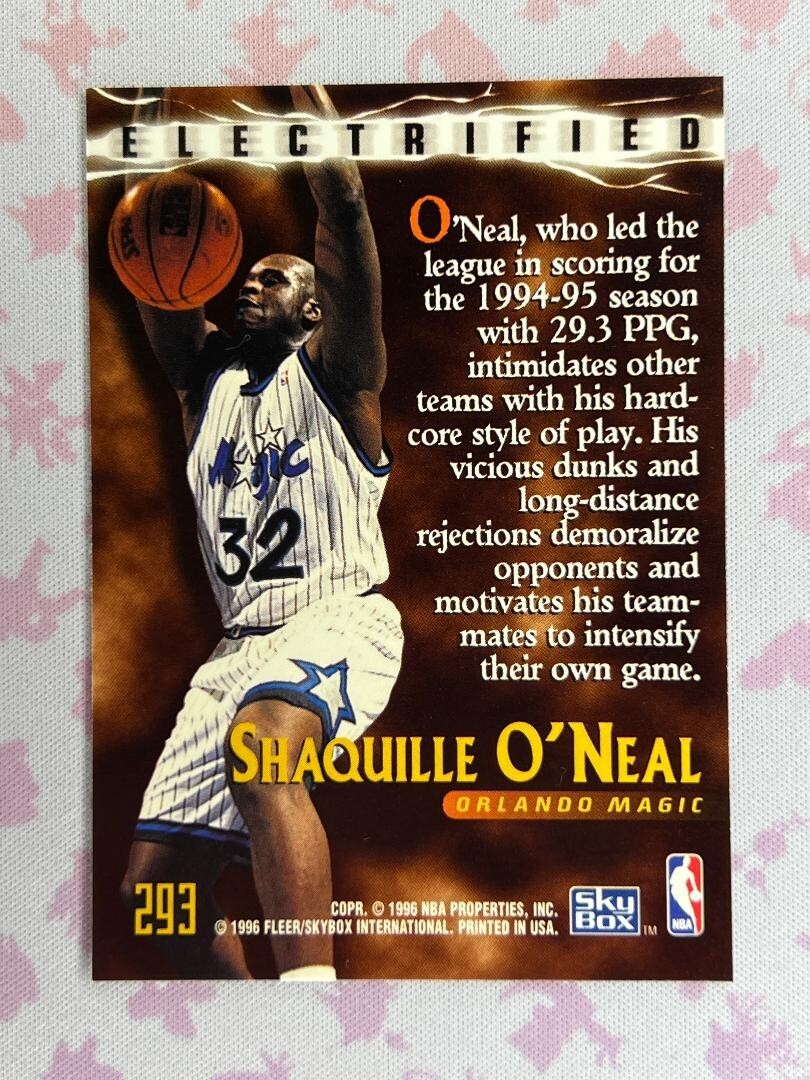 ELECTRIFIED
O'Neal, who led the
league in scoring for
the 1994-95 season
with 29.3 PPG,
intimidates other
teams with his hard-
core style of play. His
vicious dunks and
long-distance
rejections demoralize
opponents and
motivates his team-
mates to intensify
their own game.
Magic
32
SHAQUILLE O'NEAL
ORLANDO MAGIC
293
COPR. © 1996 NBA PROPERTIES, INC.
© 1996 FLEER/SKYBOX INTERNATIONAL. PRINTED IN USA.
SkyBox TM
NBA